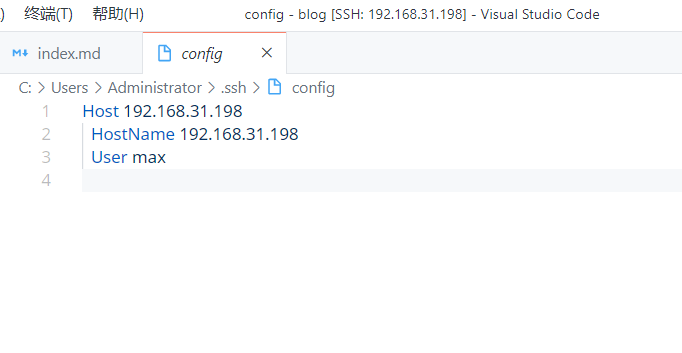 ) 终端(T) 帮助(H) config - blog [SSH: 192.168.31.198] - Visual Studio Code
index.md config
C: > Users > Administrator > .ssh > config
1 Host 192.168.31.198
2 HostName 192.168.31.198
3 User max
4